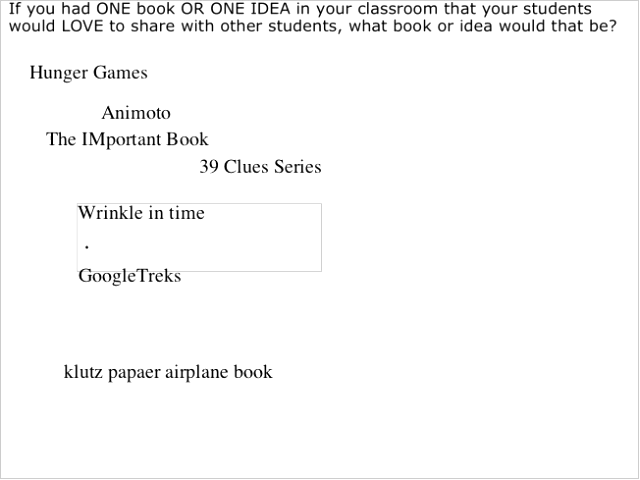 If you had ONE book OR ONE IDEA in your classroom that your students
would LOVE to share with other students, what book or idea would that be?
Hunger Games
Animoto
The IMportant Book
39 Clues Series
Wrinkle in time
.
GoogleTreks
klutz papaer airplane book